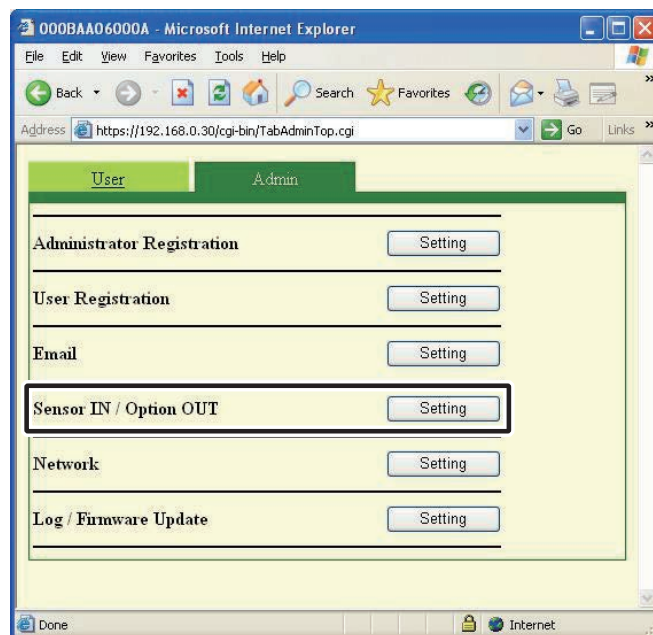 000BAA06000A - Microsoft Internet Explorer
File Edit View Favorites Tools Help
Back Search Favorites
Address https://192.168.0.30/cgi-bin/TabAdminTop.cgi Go Links
User Admin
Administrator Registration Setting
User Registration Setting
Email Setting
Sensor IN / Option OUT Setting
Network Setting
Log / Firmware Update Setting
Done Internet